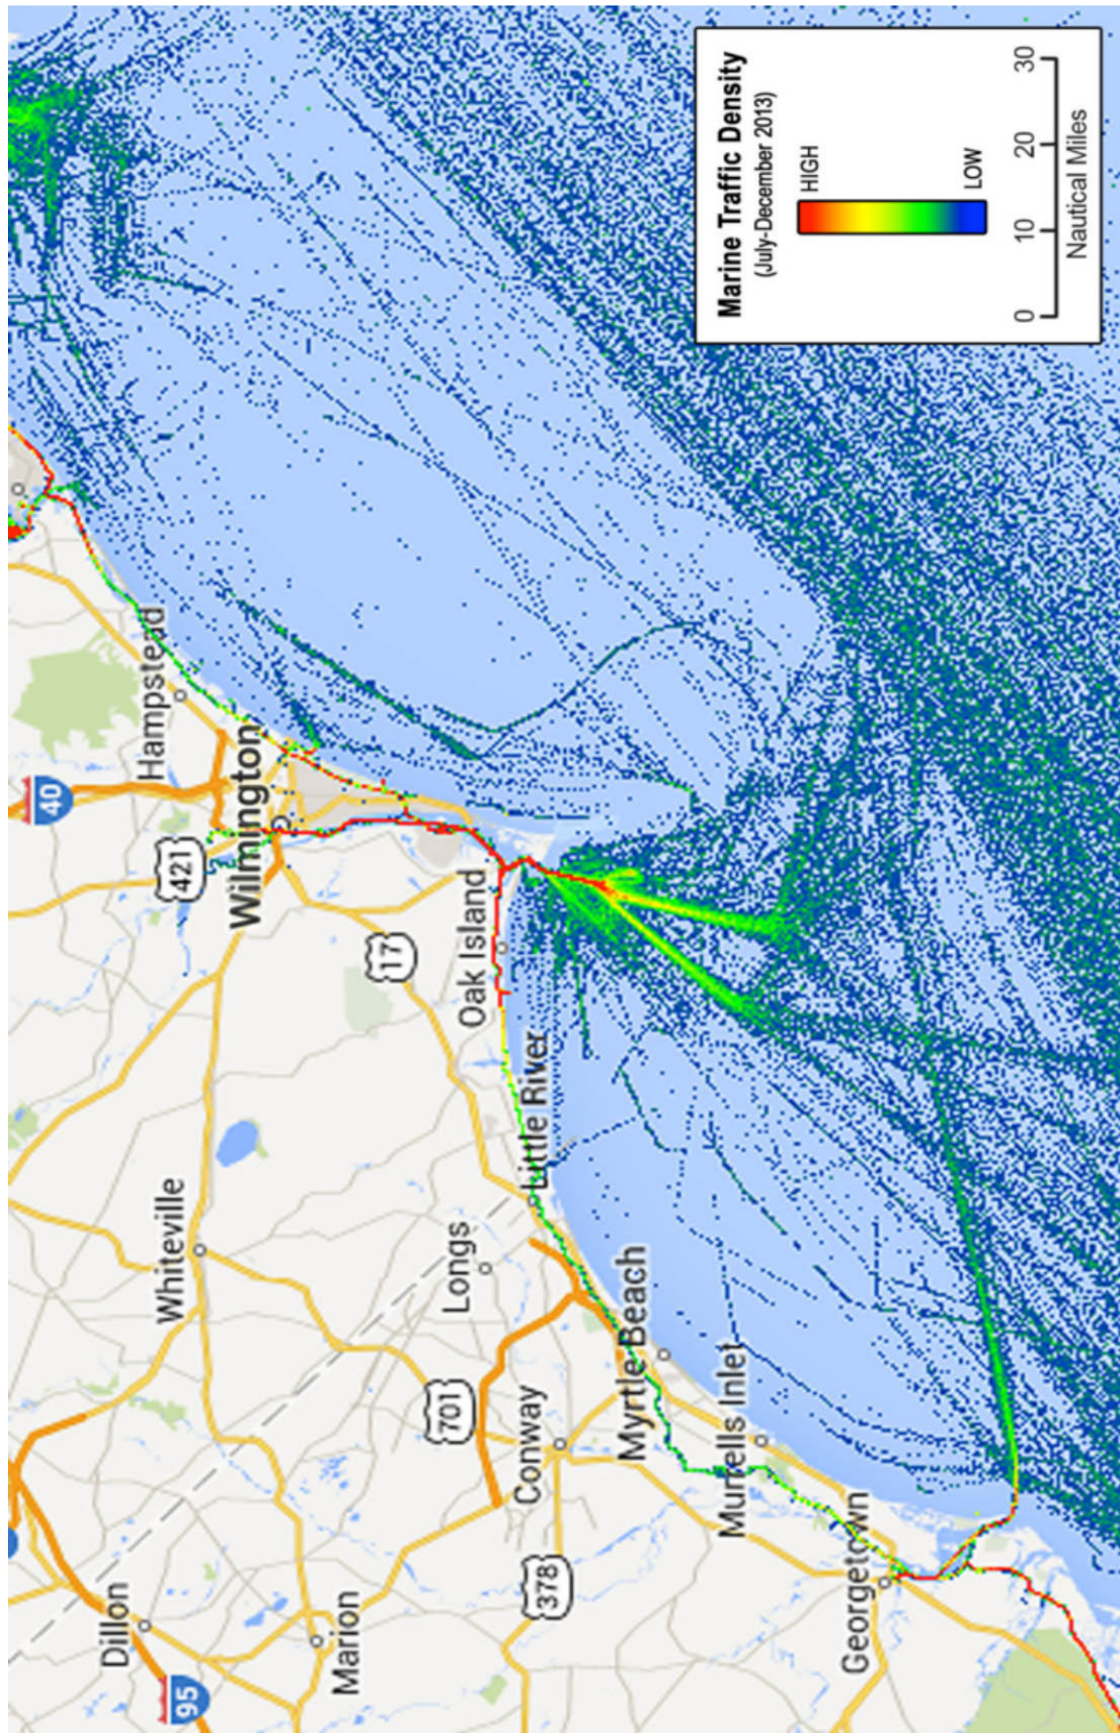 Hampstead
40
421
Wilmington
17
Oak Island
Little River
Whiteville
Longs
Myrtle Beach
701
Conway
Murrells Inlet
378
Georgetown
Dillon
Marion
95
Marine Traffic Density
(July-December 2013)
HIGH
LOW
0 10 20 30
Nautical Miles